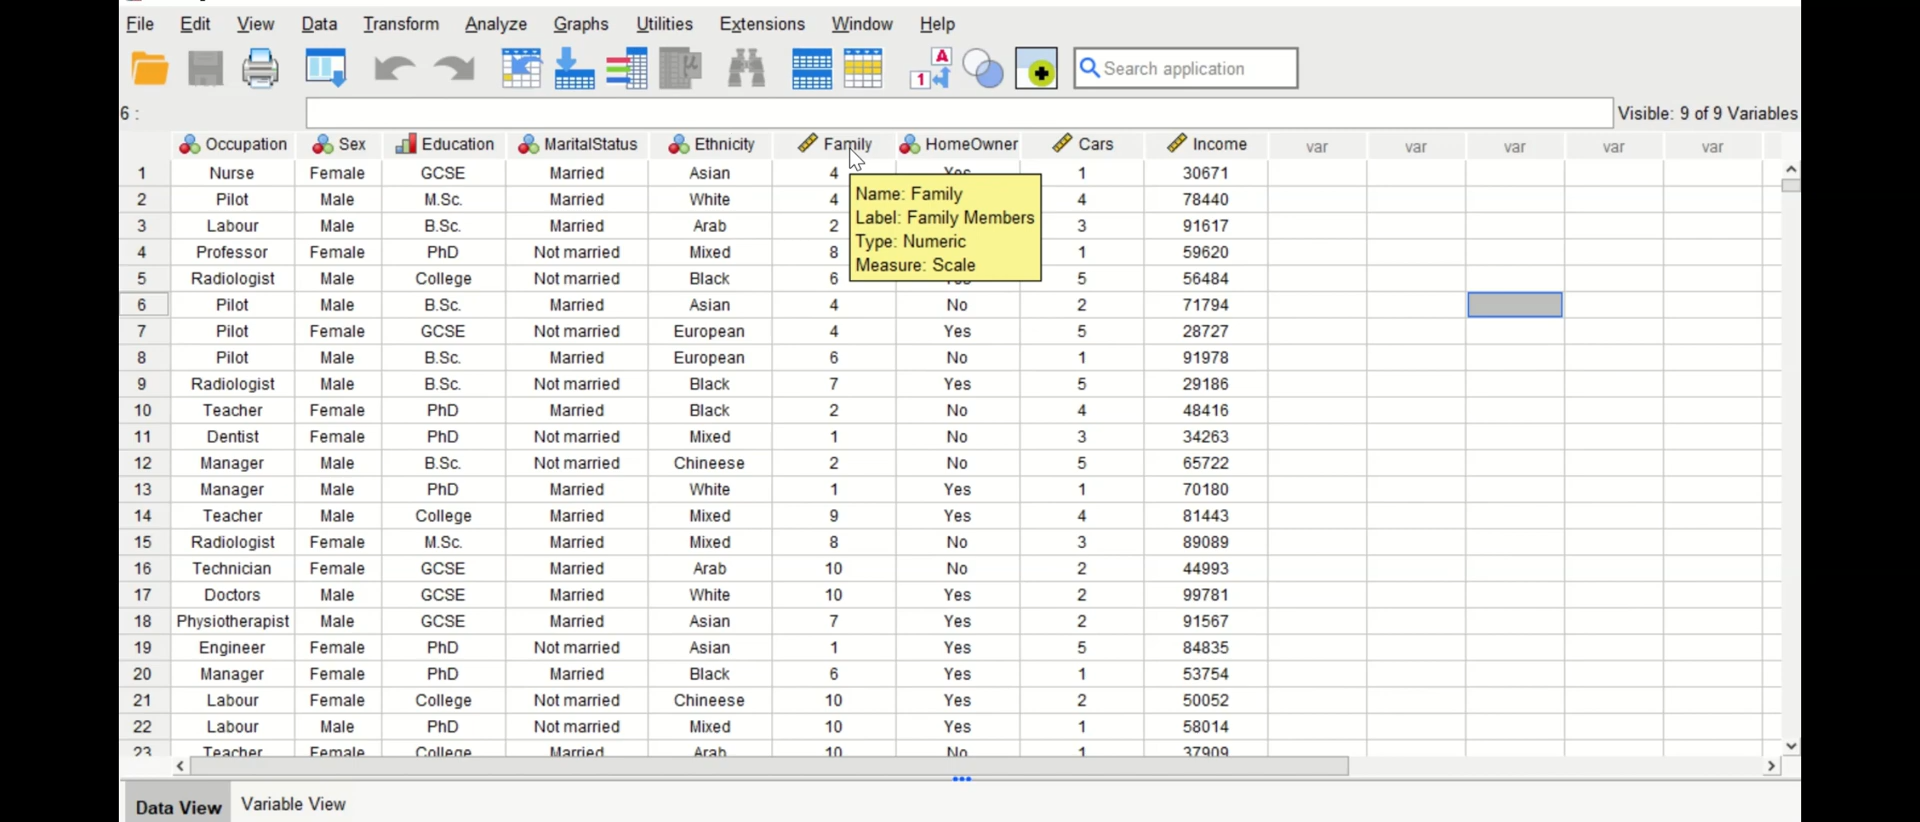 File Edit View Data Transform Analyze Graphs Utilities Extensions Window Help
A
1
Search application
6 : Visible: 9 of 9 Variables
Occupation Sex Education MaritalStatus Ethnicity Family HomeOwner Cars Income var var var var var
1 Nurse Female GCSE Married Asian 4 Yes 1 30671
2 Pilot Male M.Sc. Married White 4 4 78440
3 Labour Male B.Sc. Married Arab 2 3 91617
4 Professor Female PhD Not married Mixed 8 1 59620
5 Radiologist Male College Not married Black 6 Yes 5 56484
Name: Family
Label: Family Members
Type: Numeric
Measure: Scale
6 Pilot Male B.Sc. Married Asian 4 No 2 71794
7 Pilot Female GCSE Not married European 4 Yes 5 28727
8 Pilot Male B.Sc. Married European 6 No 1 91978
9 Radiologist Male B.Sc. Not married Black 7 Yes 5 29186
10 Teacher Female PhD Married Black 2 No 4 48416
11 Dentist Female PhD Not married Mixed 1 No 3 34263
12 Manager Male B.Sc. Not married Chineese 2 No 5 65722
13 Manager Male PhD Married White 1 Yes 1 70180
14 Teacher Male College Married Mixed 9 Yes 4 81443
15 Radiologist Female M.Sc. Married Mixed 8 No 3 89089
16 Technician Female GCSE Married Arab 10 No 2 44993
17 Doctors Male GCSE Married White 10 Yes 2 99781
18 Physiotherapist Male GCSE Married Asian 7 Yes 2 91567
19 Engineer Female PhD Not married Asian 1 Yes 5 84835
20 Manager Female PhD Married Black 6 Yes 1 53754
21 Labour Female College Not married Chineese 10 Yes 2 50052
22 Labour Male PhD Not married Mixed 10 Yes 1 58014
23 Teacher Female College Married Arab 10 No 1 37909
Data View Variable View